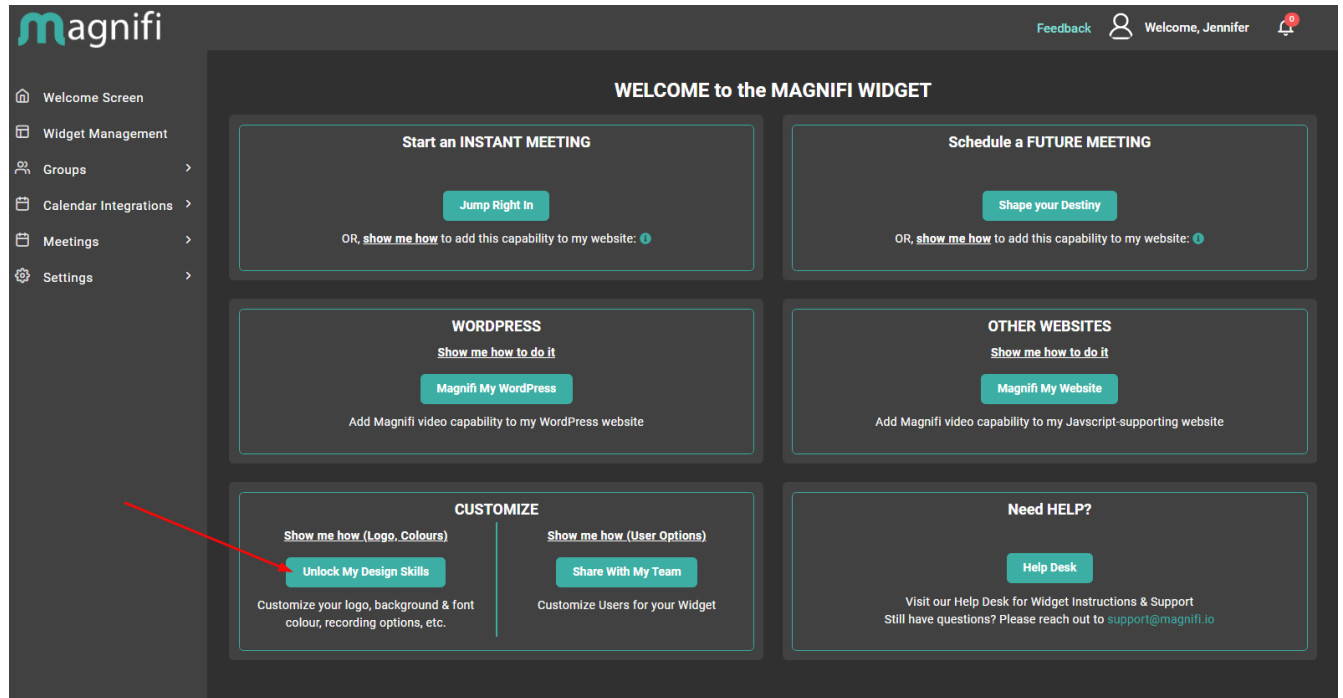 magnifi
Feedback
Welcome, Jennifer
0
Welcome Screen
Widget Management
Groups
Calendar Integrations
Meetings
Settings
WELCOME to the MAGNIFI WIDGET
Start an INSTANT MEETING
Jump Right In
OR, show me how to add this capability to my website:
Schedule a FUTURE MEETING
Shape your Destiny
OR, show me how to add this capability to my website:
WORDPRESS
Show me how to do it
Magnifi My WordPress
Add Magnifi video capability to my WordPress website
OTHER WEBSITES
Show me how to do it
Magnifi My Website
Add Magnifi video capability to my Javscript-supporting website
CUSTOMIZE
Show me how (Logo, Colours)
Unlock My Design Skills
Customize your logo, background & font
colour, recording options, etc.
Show me how (User Options)
Share With My Team
Customize Users for your Widget
Need HELP?
Help Desk
Visit our Help Desk for Widget Instructions & Support
Still have questions? Please reach out to support@magnifi.io